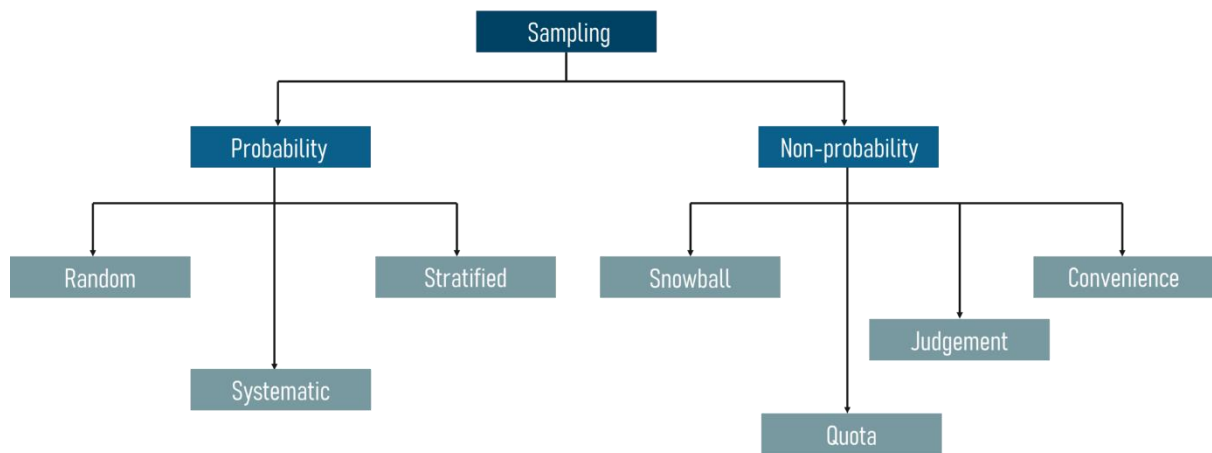 Sampling
Probability
Non-probability
Random
Stratified
Snowball
Convenience
Judgement
Systematic
Quota